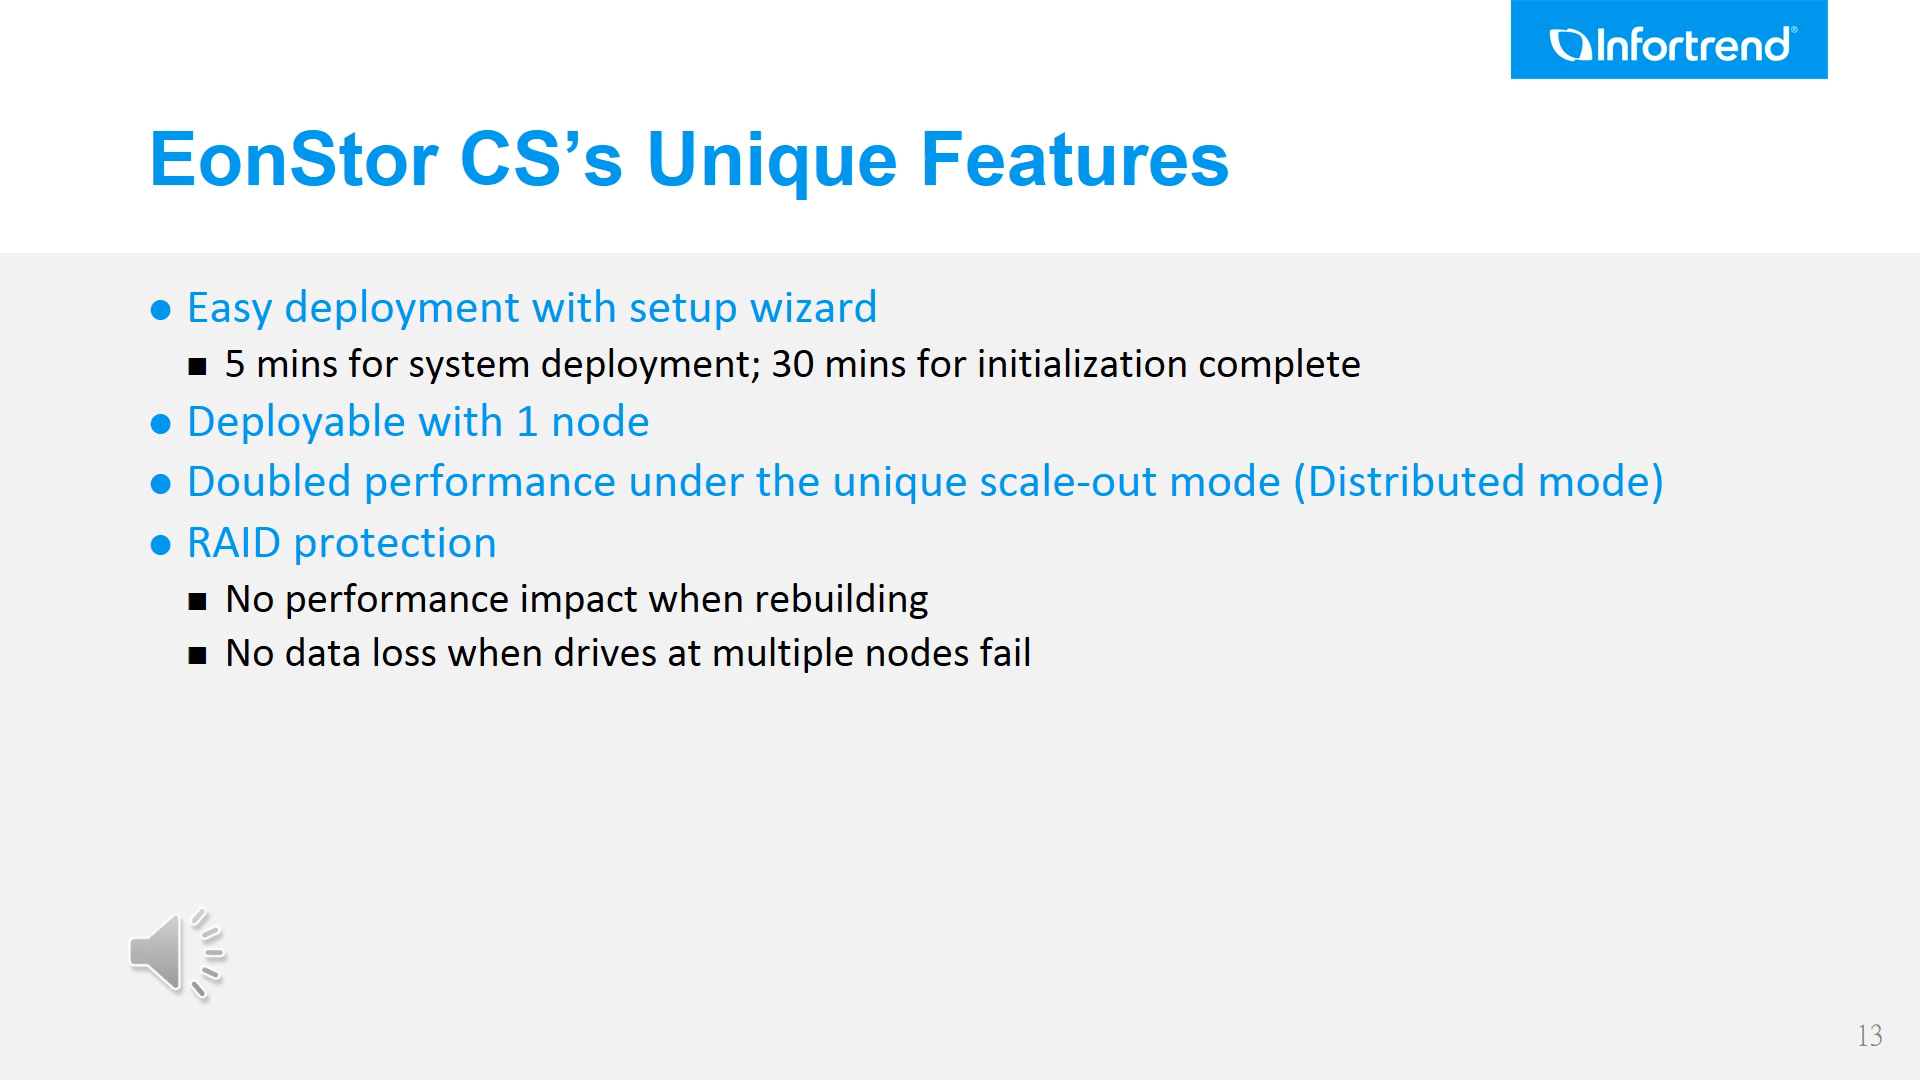 Infortrend®
EonStor CS’s Unique Features
● Easy deployment with setup wizard
■ 5 mins for system deployment; 30 mins for initialization complete
● Deployable with 1 node
● Doubled performance under the unique scale-out mode (Distributed mode)
● RAID protection
■ No performance impact when rebuilding
■ No data loss when drives at multiple nodes fail
13